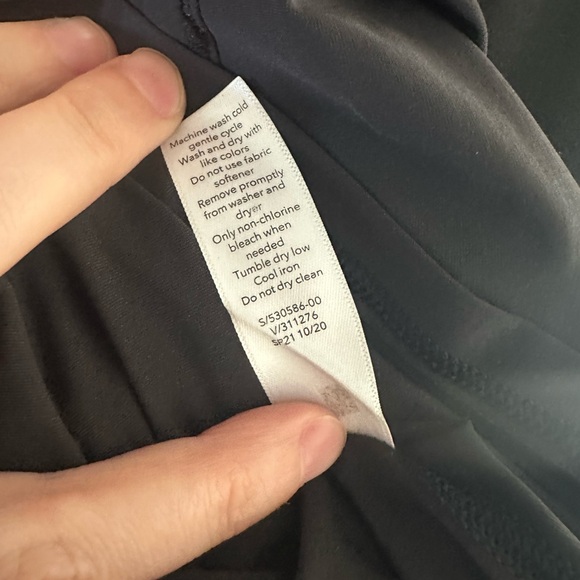 Machine wash cold
gentle cycle
Wash and dry with
like colors
Do not use fabric
softener
Remove promptly
from washer and
dryer
Only non-chlorine
bleach when
needed
Tumble dry low
Cool iron
Do not dry clean
S/530586-00
V/311276
SP21 10/20